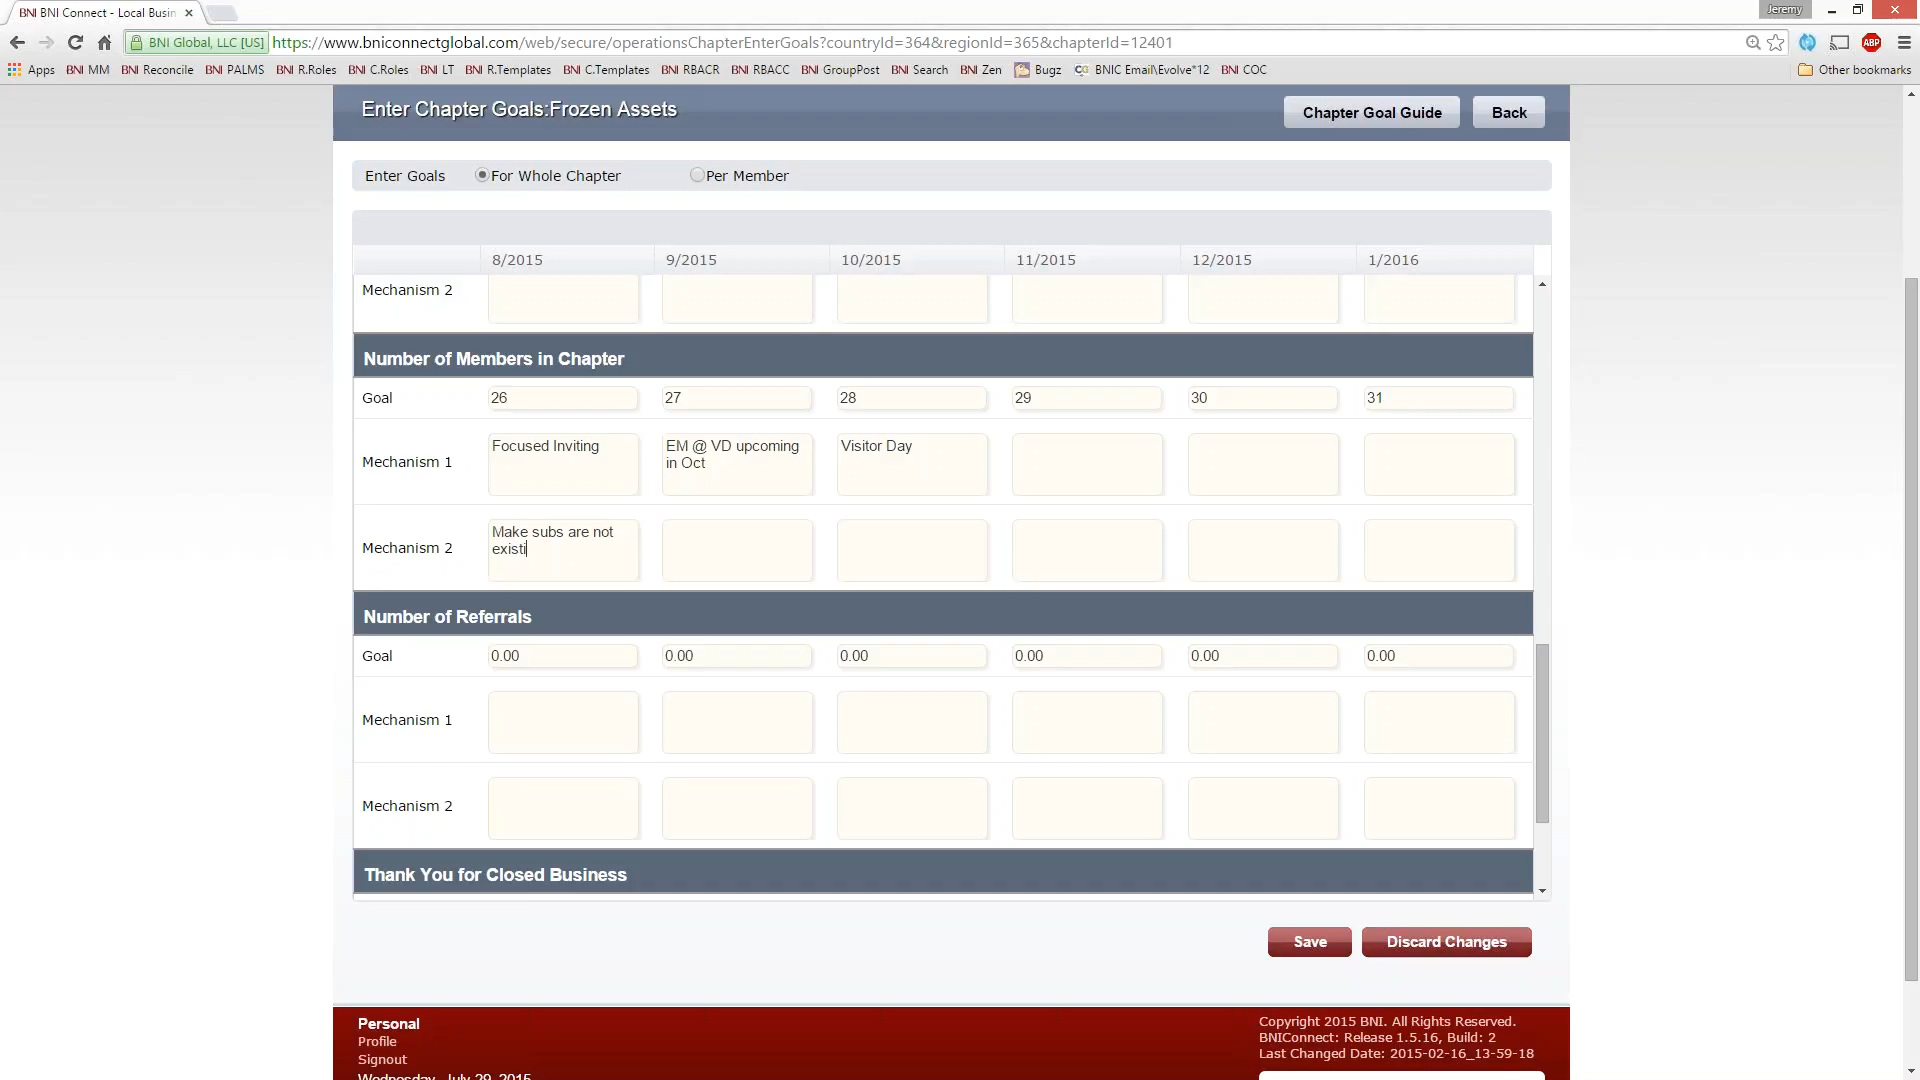 BNI BNI Connect - Local Busin
Jeremy
BNI Global, LLC [US] https://www.bniconnectglobal.com/web/secure/operationsChapterEnterGoals?countryId=364&regionId=365&chapterId=12401
ABP
Apps BNI MM BNI Reconcile BNI PALMS BNI R.Roles BNI C.Roles BNI LT BNI R.Templates BNI C.Templates BNI RBACR BNI RBACC BNI GroupPost BNI Search BNI Zen Bugz CG BNIC Email\Evolve*12 BNI COC Other bookmarks
Enter Chapter Goals:Frozen Assets
Chapter Goal Guide Back
Enter Goals For Whole Chapter Per Member
8/2015 9/2015 10/2015 11/2015 12/2015 1/2016
Mechanism 2
Number of Members in Chapter
Goal 26 27 28 29 30 31
Mechanism 1 Focused Inviting EM @ VD upcoming Visitor Day
in Oct
Mechanism 2 Make subs are not
existi
Number of Referrals
Goal 0.00 0.00 0.00 0.00 0.00 0.00
Mechanism 1
Mechanism 2
Thank You for Closed Business
Save Discard Changes
Personal
Profile
Signout
Wednesday, July 29, 2015
Copyright 2015 BNI. All Rights Reserved.
BNIConnect: Release 1.5.16, Build: 2
Last Changed Date: 2015-02-16_13-59-18